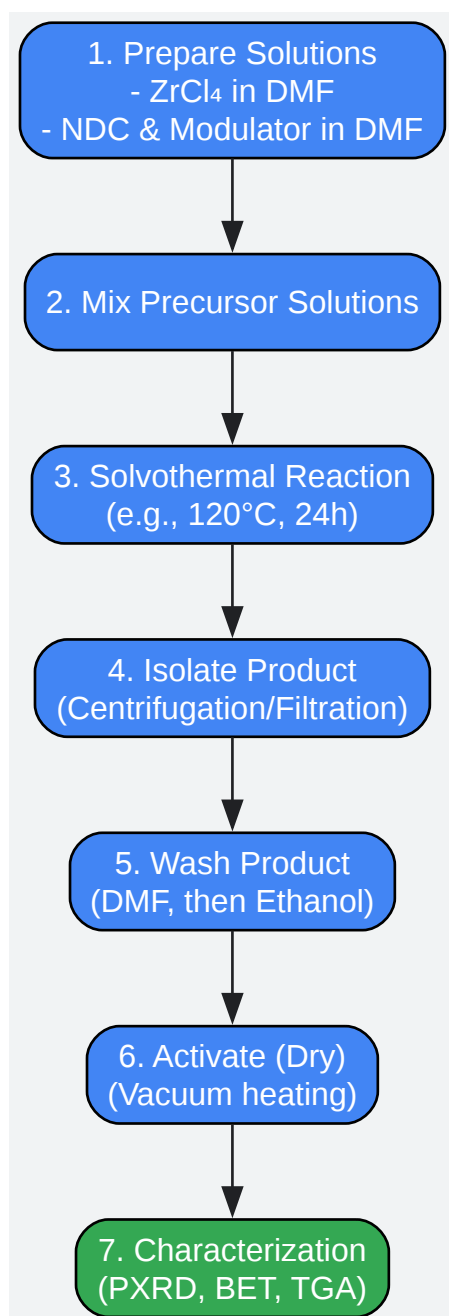 1. Prepare Solutions
- ZrCl₄ in DMF
- NDC & Modulator in DMF
2. Mix Precursor Solutions
3. Solvothermal Reaction
(e.g., 120°C, 24h)
4. Isolate Product
(Centrifugation/Filtration)
5. Wash Product
(DMF, then Ethanol)
6. Activate (Dry)
(Vacuum heating)
7. Characterization
(PXRD, BET, TGA)